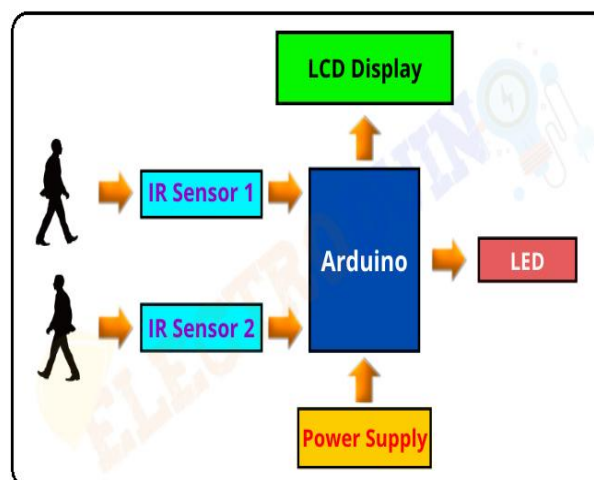 LCD Display
IR Sensor 1
Arduino
LED
IR Sensor 2
Power Supply